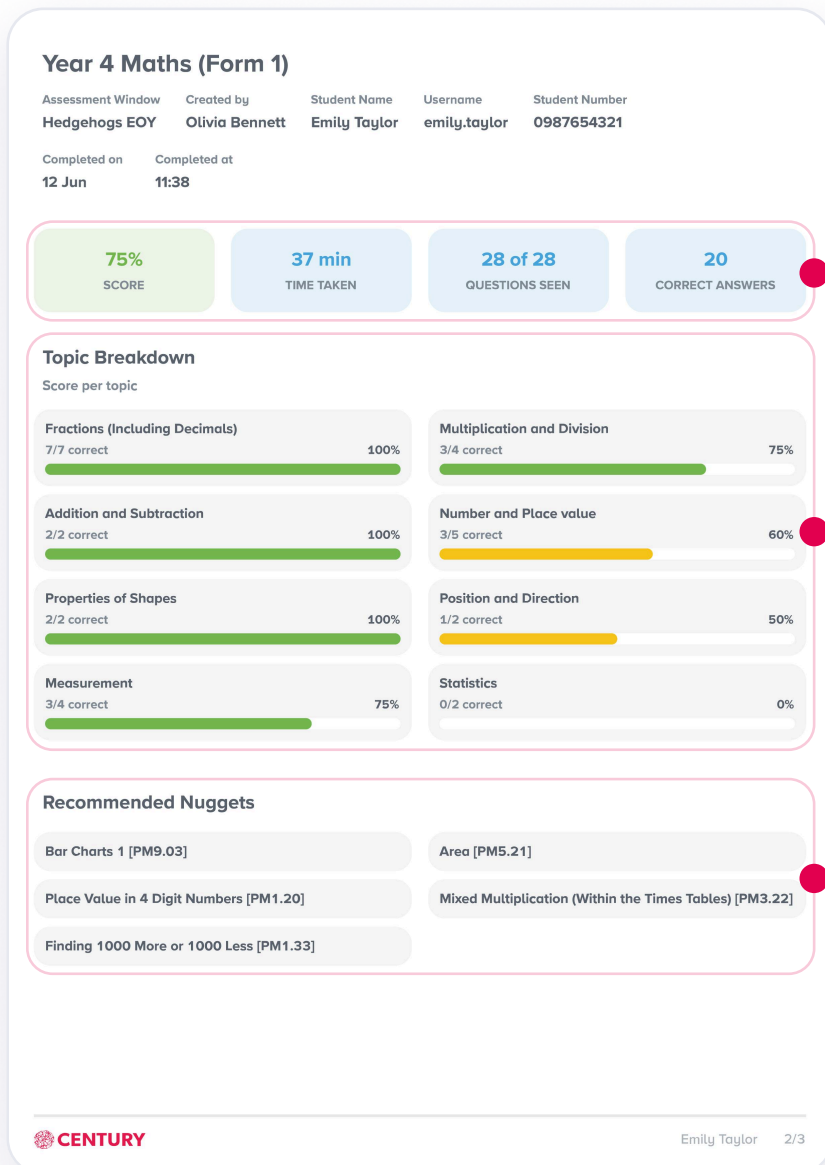 Year 4 Maths (Form 1)
Assessment Window Created by Student Name Username Student Number
Hedgehogs EOY Olivia Bennett Emily Taylor emily.taylor 0987654321
Completed on Completed at
12 Jun 11:38
75% 37 min 28 of 28 20
SCORE TIME TAKEN QUESTIONS SEEN CORRECT ANSWERS
Topic Breakdown
Score per topic
Fractions (Including Decimals) Multiplication and Division
7/7 correct 100% 3/4 correct 75%
Addition and Subtraction Number and Place value
2/2 correct 100% 3/5 correct 60%
Properties of Shapes Position and Direction
2/2 correct 100% 1/2 correct 50%
Measurement Statistics
3/4 correct 75% 0/2 correct 0%
Recommended Nuggets
Bar Charts 1 [PM9.03] Area [PM5.21]
Place Value in 4 Digit Numbers [PM1.20] Mixed Multiplication (Within the Times Tables) [PM3.22]
Finding 1000 More or 1000 Less [PM1.33]
CENTURY Emily Taylor 2/3